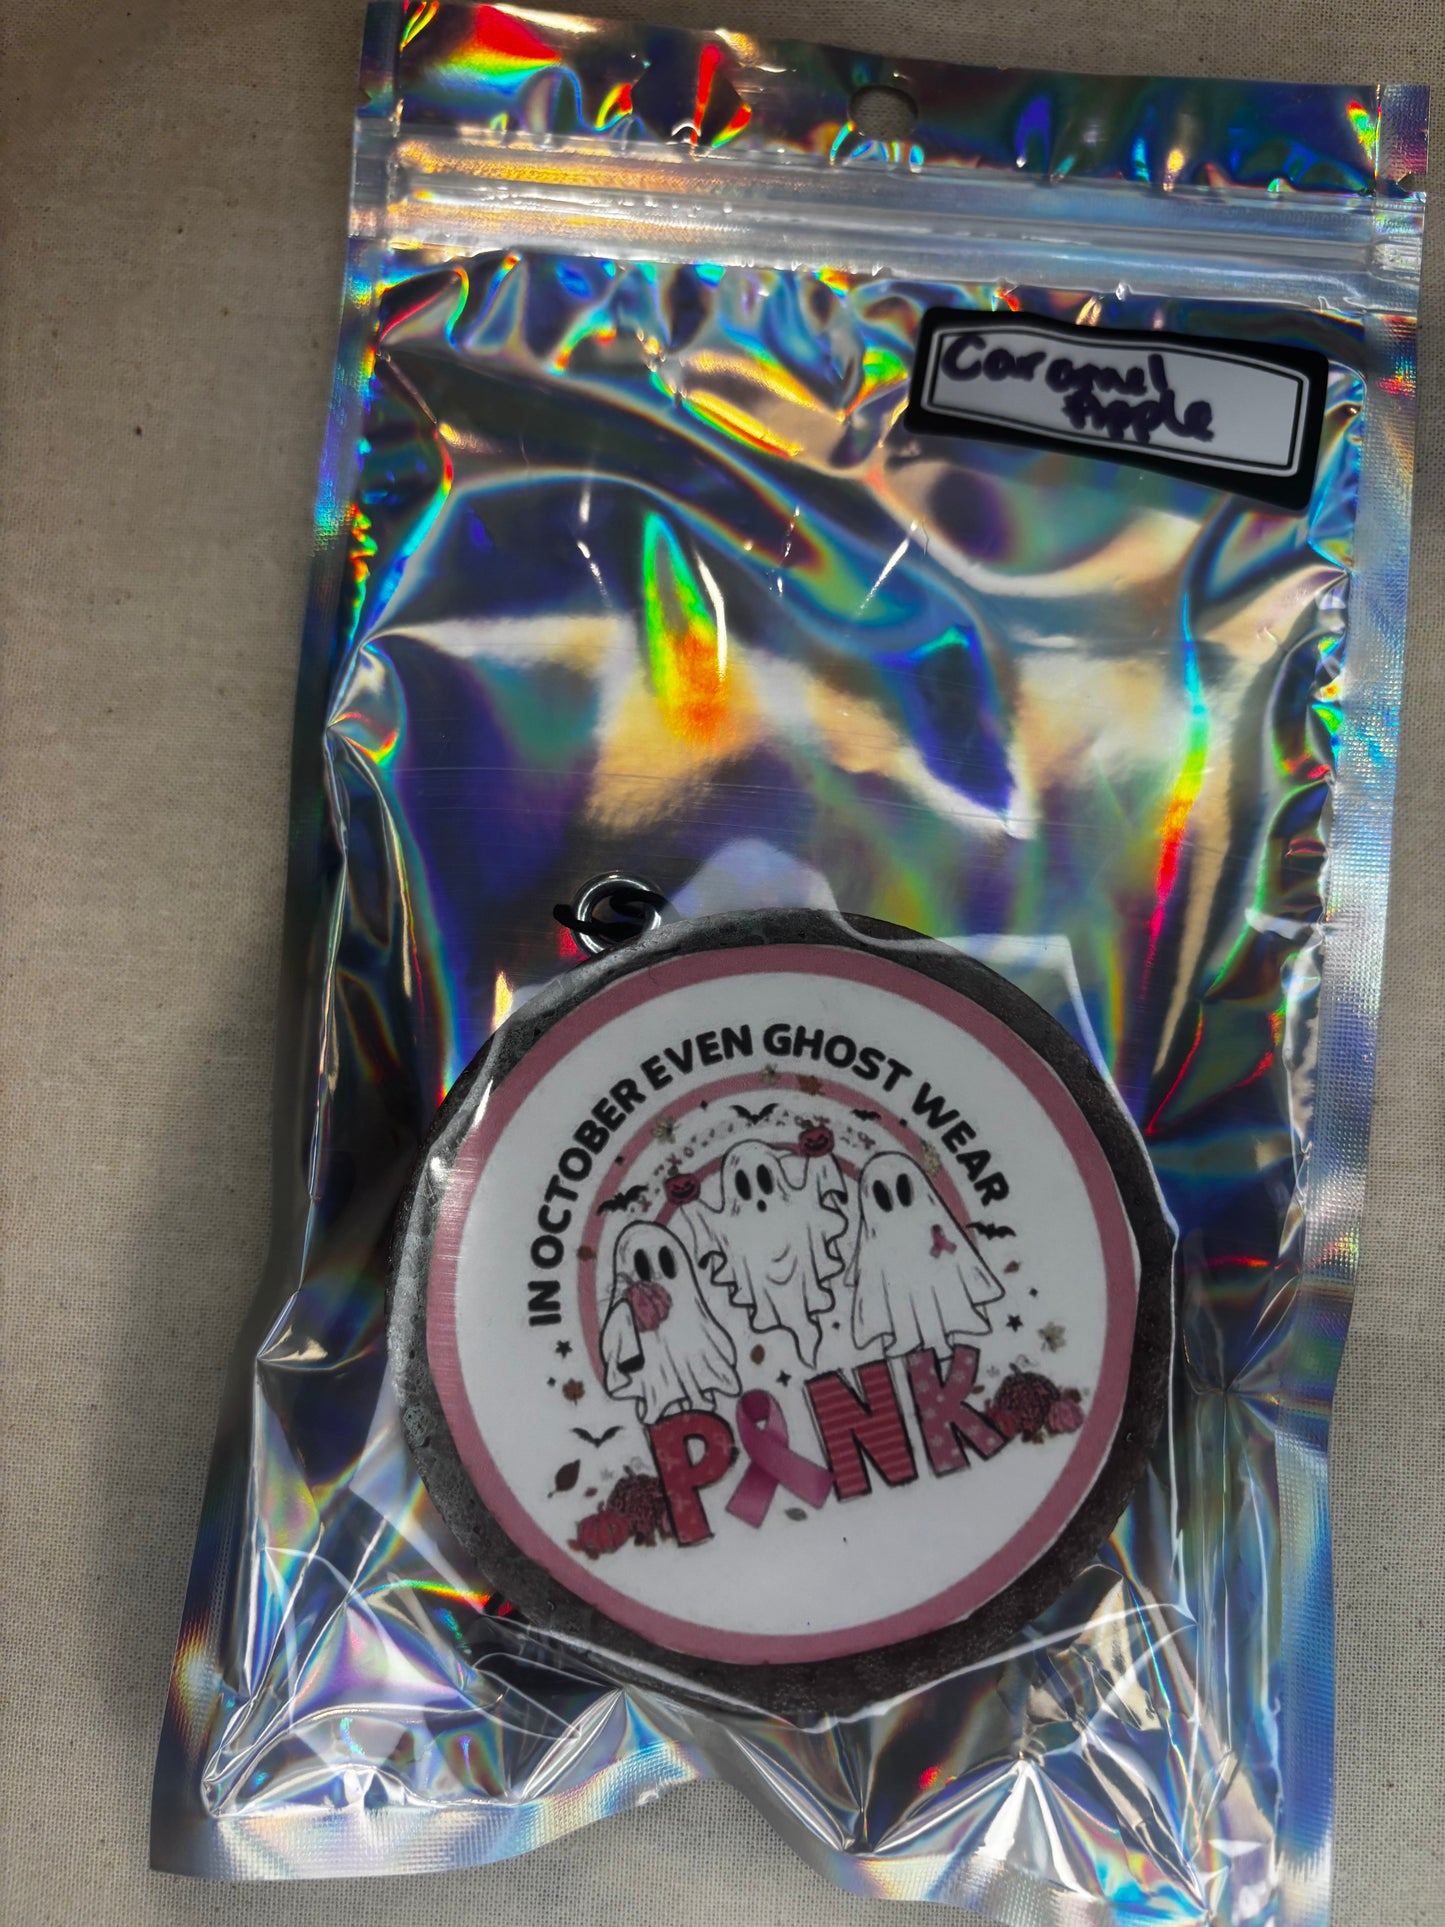 Caramel
Apple
IN OCTOBER EVEN GHOST WEAR
PINK